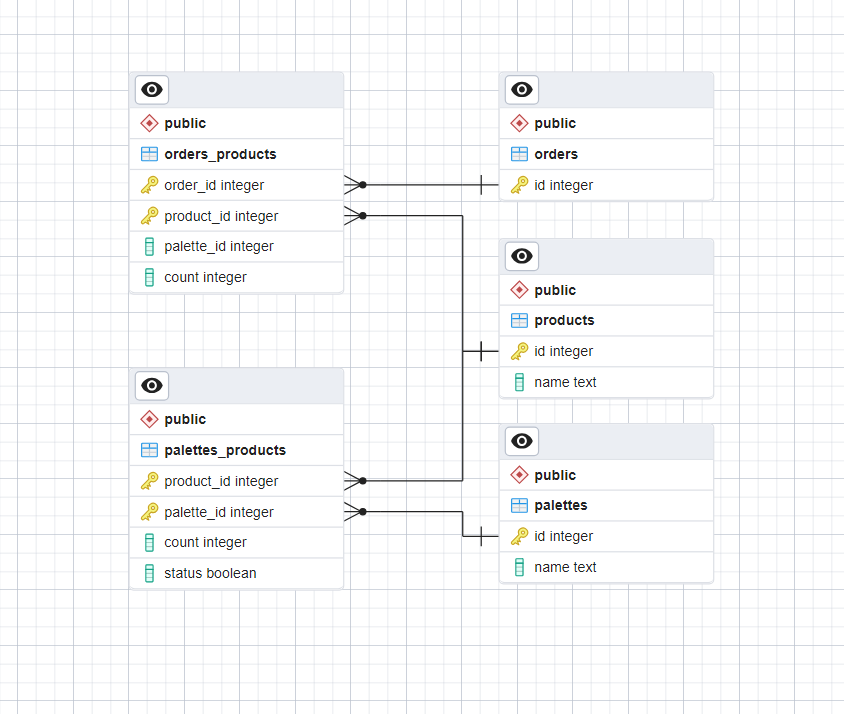 public
orders_products
order_id integer
product_id integer
palette_id integer
count integer
public
orders
id integer
public
products
id integer
name text
public
palettes_products
product_id integer
palette_id integer
count integer
status boolean
public
palettes
id integer
name text